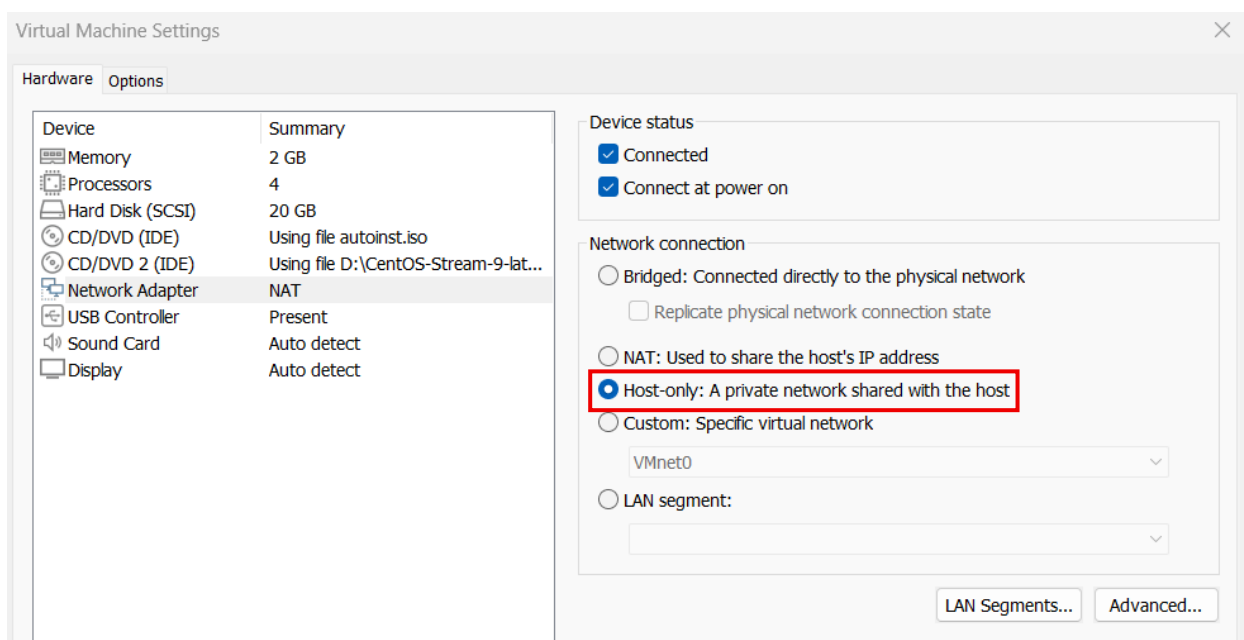 Virtual Machine Settings
Hardware Options
Device Summary
Memory 2 GB
Processors 4
Hard Disk (SCSI) 20 GB
CD/DVD (IDE) Using file autoinst.iso
CD/DVD 2 (IDE) Using file D:\CentOS-Stream-9-lat...
Network Adapter NAT
USB Controller Present
Sound Card Auto detect
Display Auto detect
Device status
Connected
Connect at power on
Network connection
Bridged: Connected directly to the physical network
Replicate physical network connection state
NAT: Used to share the host's IP address
Host-only: A private network shared with the host
Custom: Specific virtual network
VMnet0
LAN segment:
LAN Segments... Advanced...